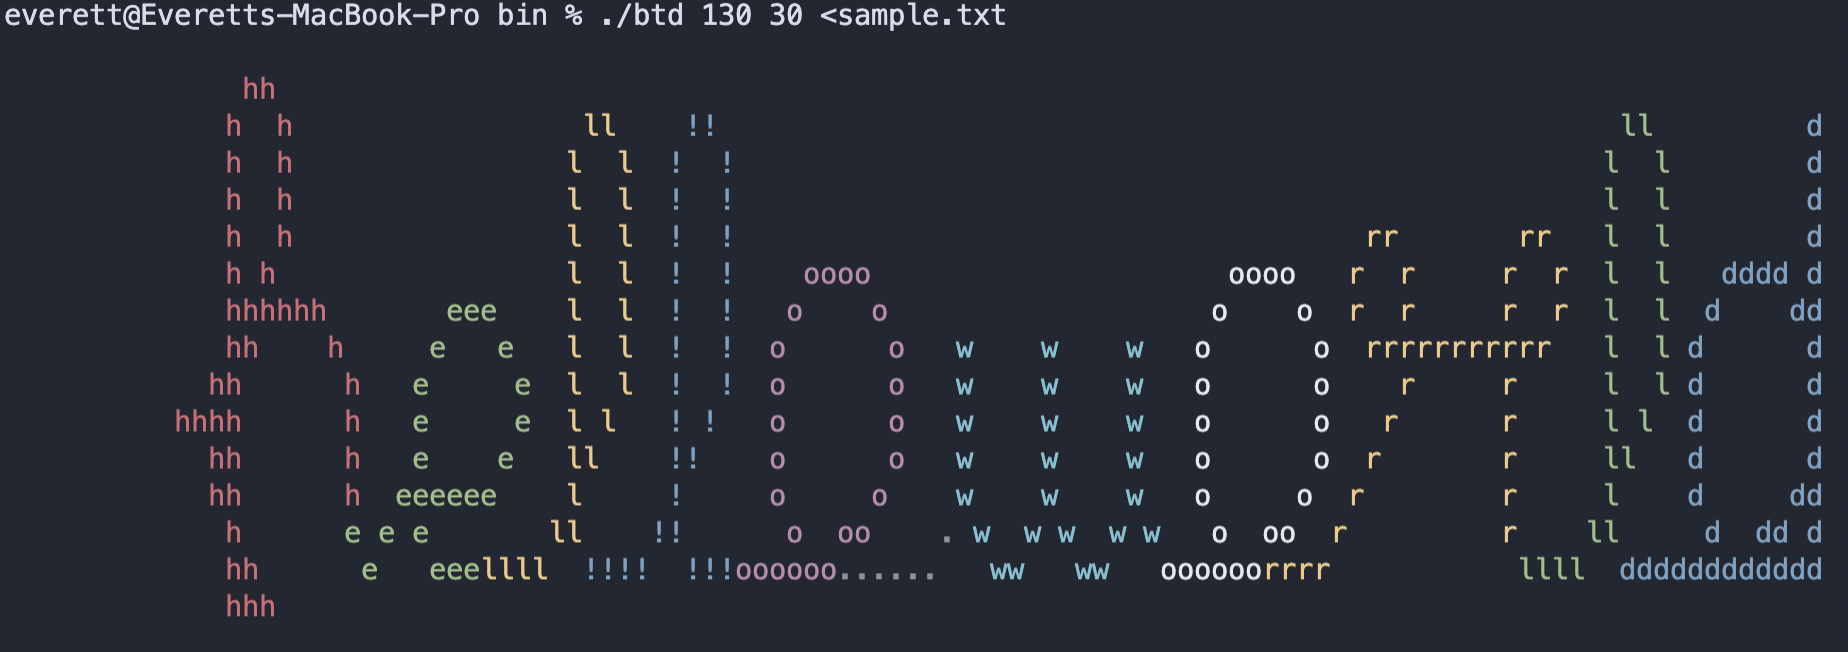 everett@Everetts-MacBook-Pro bin % ./btd 130 30 <sample.txt
hh
h  h                 ll    !!                                                     ll         d
h  h                l  l  !  !                                                   l  l        d
h  h                l  l  !  !                                                   l  l        d
h  h                l  l  !  !                                     rr       rr   l  l        d
h h                 l  l  !  !    oooo                     oooo   r  r     r  r  l  l   dddd d
hhhhhh       eee    l  l  !  !   o    o                   o    o  r  r     r  r  l  l  d    dd
hh    h     e   e   l  l  !  !  o      o   w    w    w   o      o  rrrrrrrrrrr   l  l d      d
hh      h   e     e  l  l  !  !  o      o   w    w    w   o      o    r     r     l  l d      d
hhhh      h   e     e  l l   ! !   o      o   w    w    w   o      o   r      r     l l  d      d
hh      h   e    e   ll    !!    o      o   w    w    w   o      o  r       r     ll   d      d
hh      h  eeeeee    l     !     o     o    w    w    w   o     o  r        r     l    d     dd
h      e e e       ll    !!      o  oo    . w  w w  w w   o  oo  r         r    ll     d  dd d
hh      e   eeellll  !!!!  !!!oooooo......   ww   ww   oooooorrrr           llll  dddddddddddd
hhh